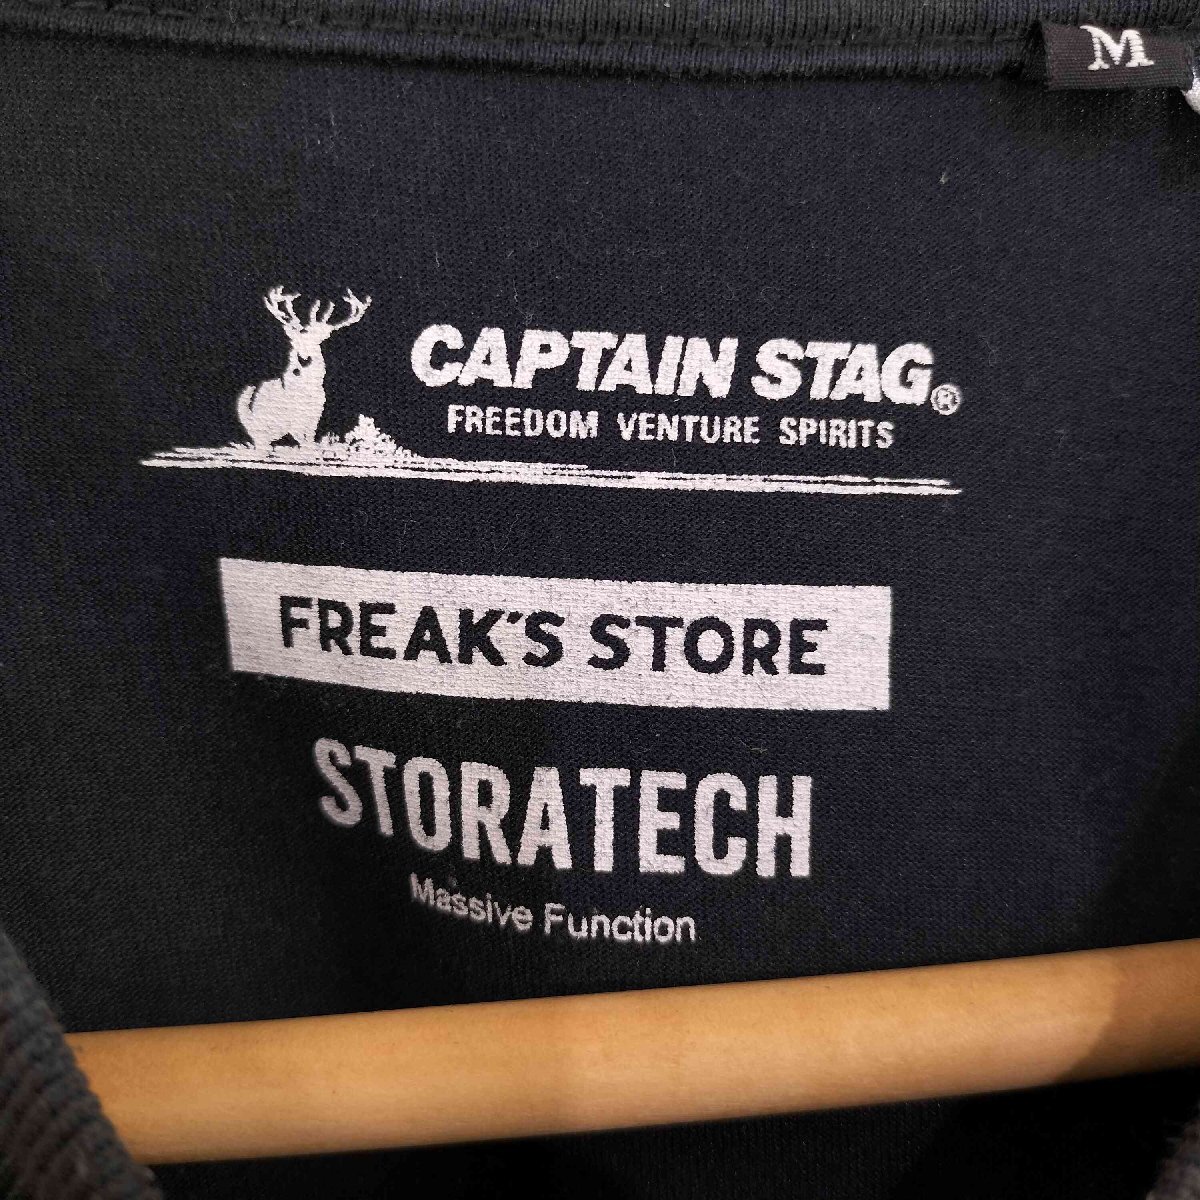 M
CAPTAIN STAG®
FREEDOM VENTURE SPIRITS
FREAK'S STORE
STORATECH
Massive Function